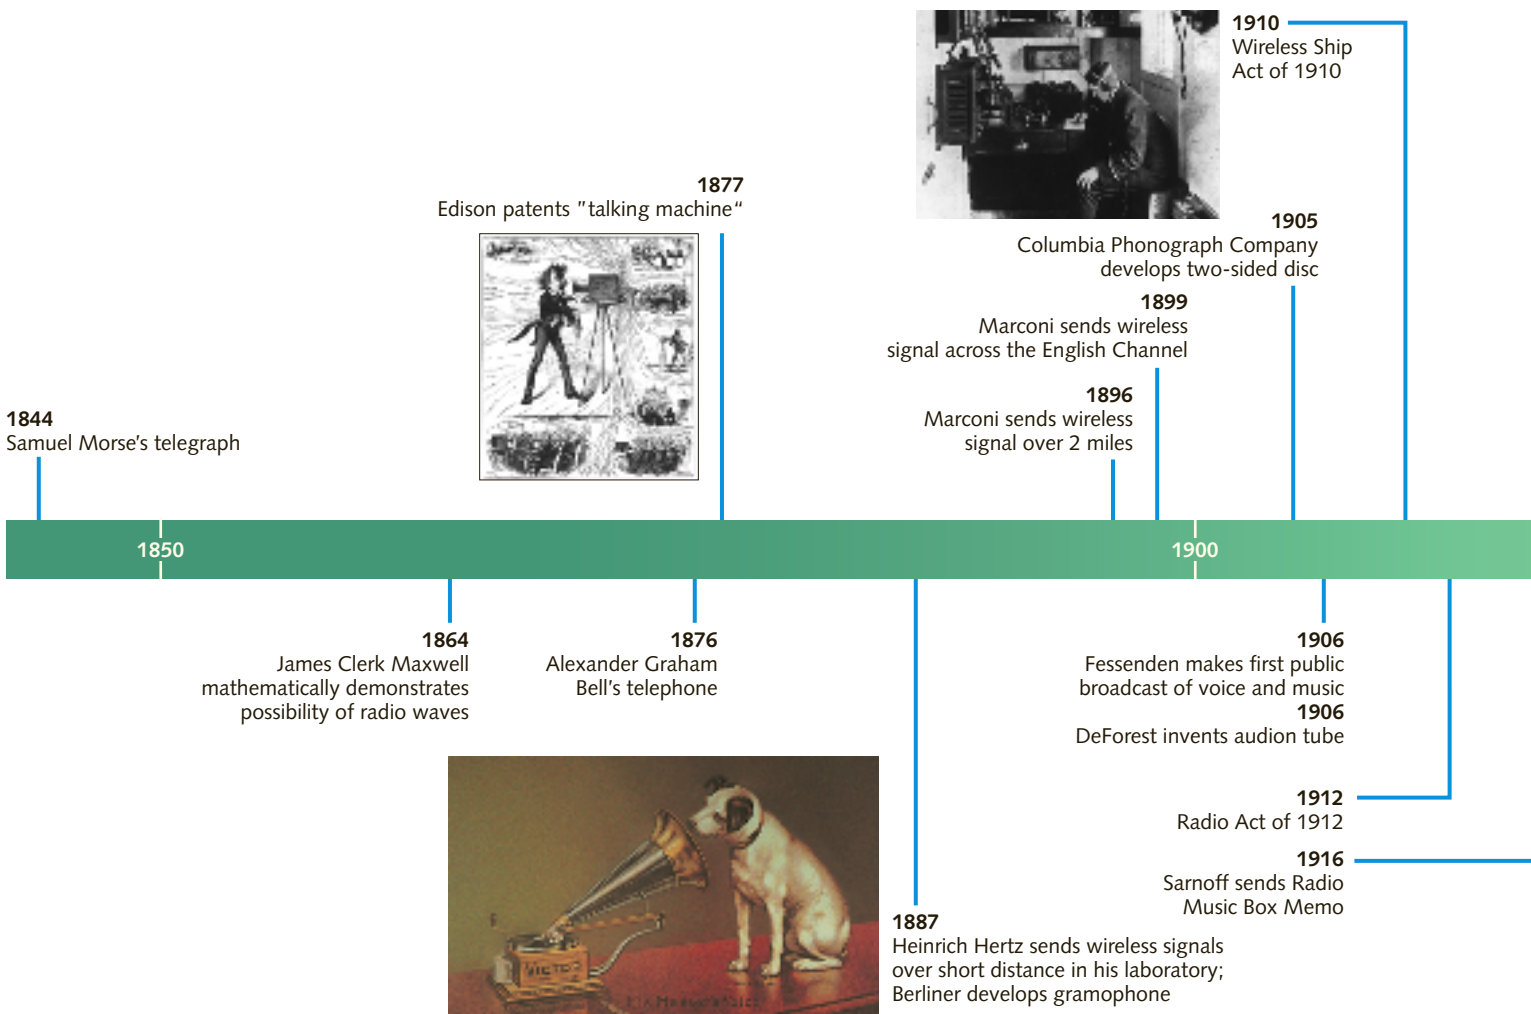 1910
Wireless Ship
Act of 1910
1877
Edison patents ”talking machine“
1905
Columbia Phonograph Company
develops two-sided disc
1899
Marconi sends wireless
signal across the English Channel
1896
Marconi sends wireless
signal over 2 miles
1844
Samuel Morse's telegraph
1850
1900
1864
James Clerk Maxwell
mathematically demonstrates
possibility of radio waves
1876
Alexander Graham
Bell's telephone
1906
Fessenden makes first public
broadcast of voice and music
1906
DeForest invents audion tube
1912
Radio Act of 1912
1916
Sarnoff sends Radio
Music Box Memo
VICTOR
His Master's Voice
1887
Heinrich Hertz sends wireless signals
over short distance in his laboratory;
Berliner develops gramophone